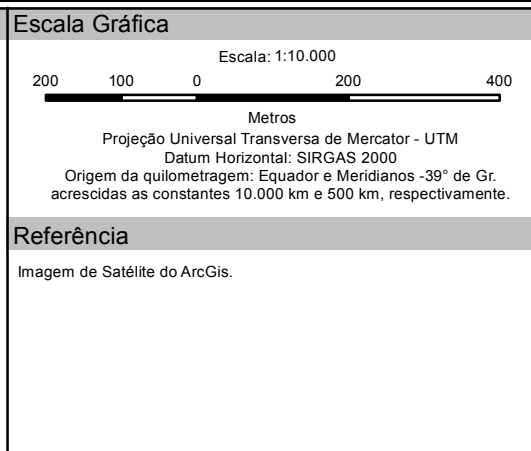 Escala Gráfica
Escala: 1:10.000
200 100 0 200 400
Metros
Projeção Universal Transversa de Mercator - UTM
Datum Horizontal: SIRGAS 2000
Origem da quilometragem: Equador e Meridianos -39° de Gr.
acrescidas as constantes 10.000 km e 500 km, respectivamente.
Referência
Imagem de Satélite do ArcGis.